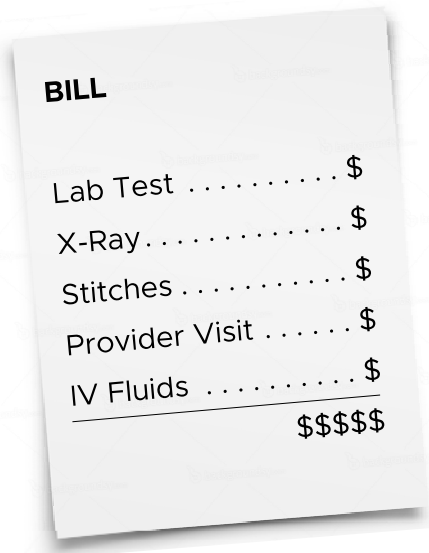 BILL
Lab Test .......... $
X-Ray............. $
Stitches ........... $
Provider Visit ...... $
IV Fluids .......... $
$$$$$